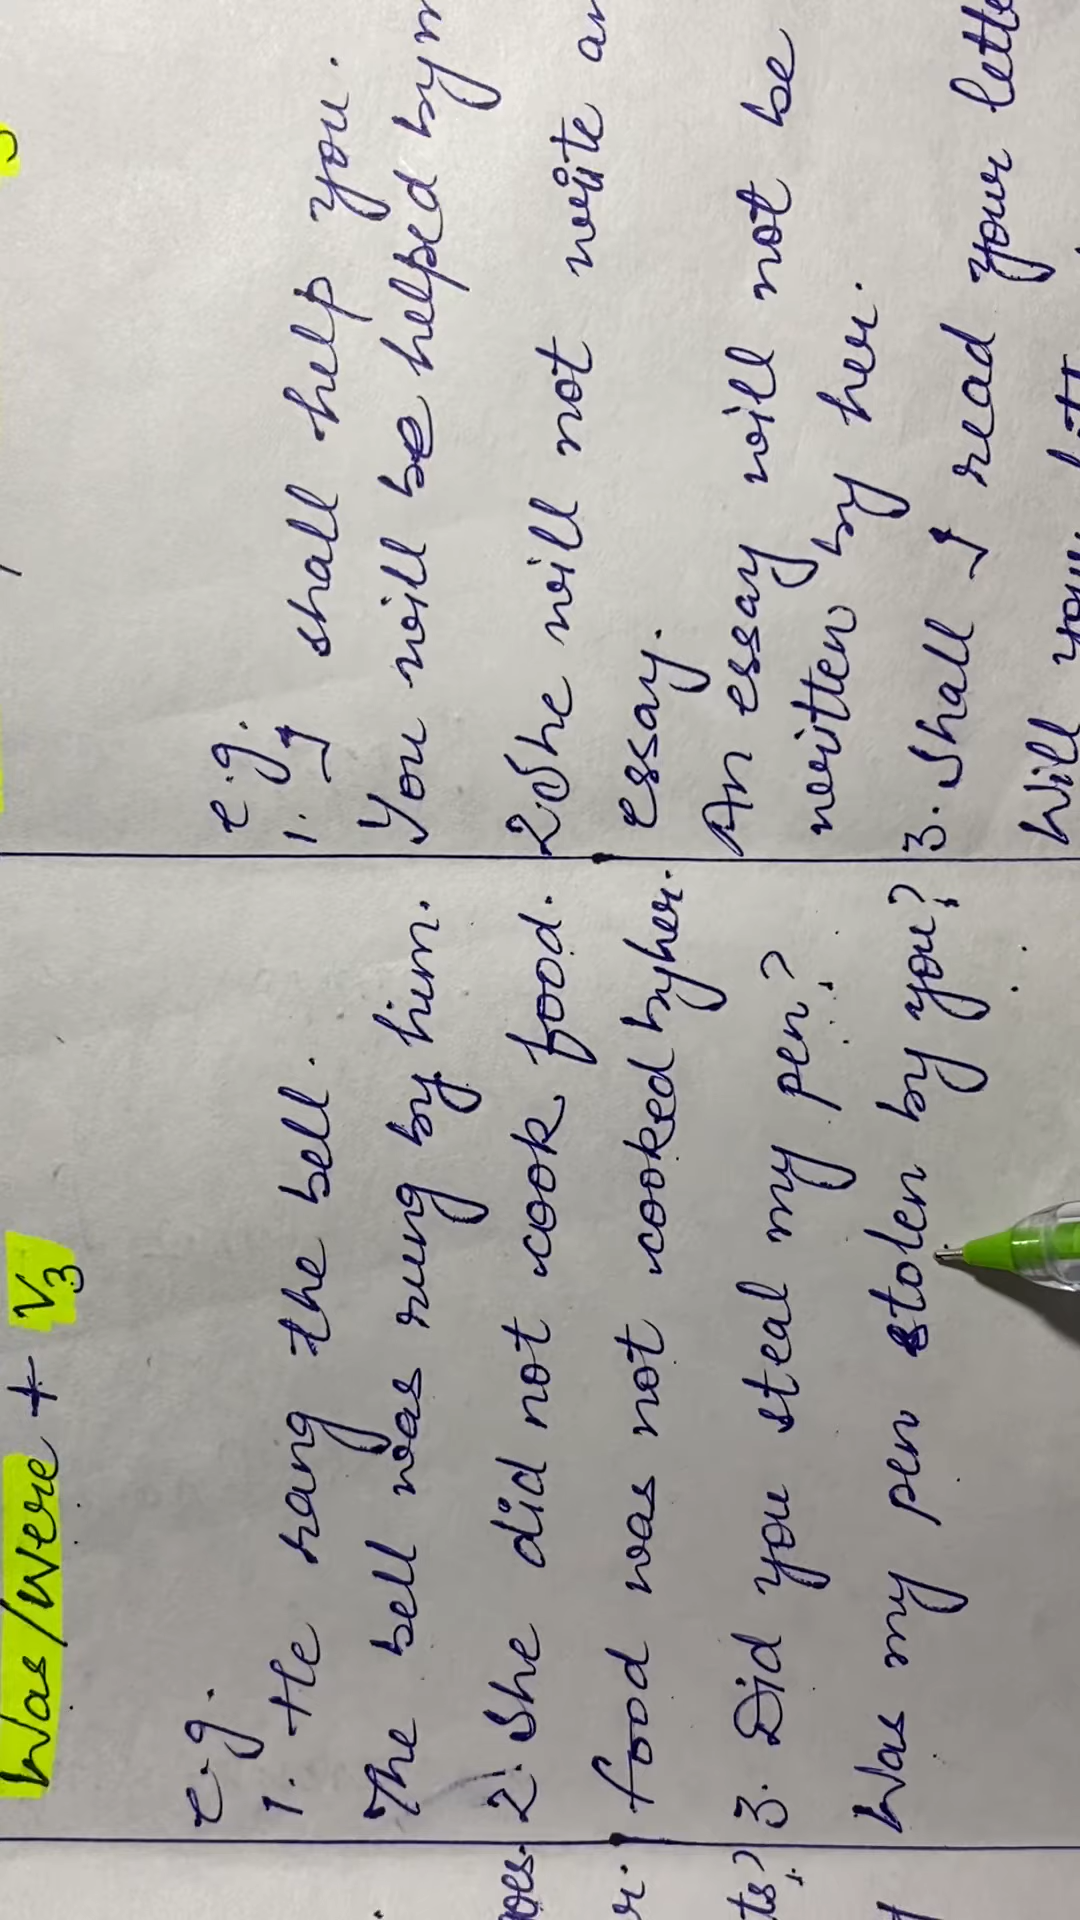 Was/Were + V3
e.g.
1. He rang the bell.
The bell was rung by him.
2. She did not cook food.
food was not cooked by her.
3. Did you steal my pen?
Was my pen stolen by you?
e.g.
1. I shall help you.
You will be helped by
2. She will not write an
essay.
An essay will not be
written by her.
3. Shall I read your
Will your